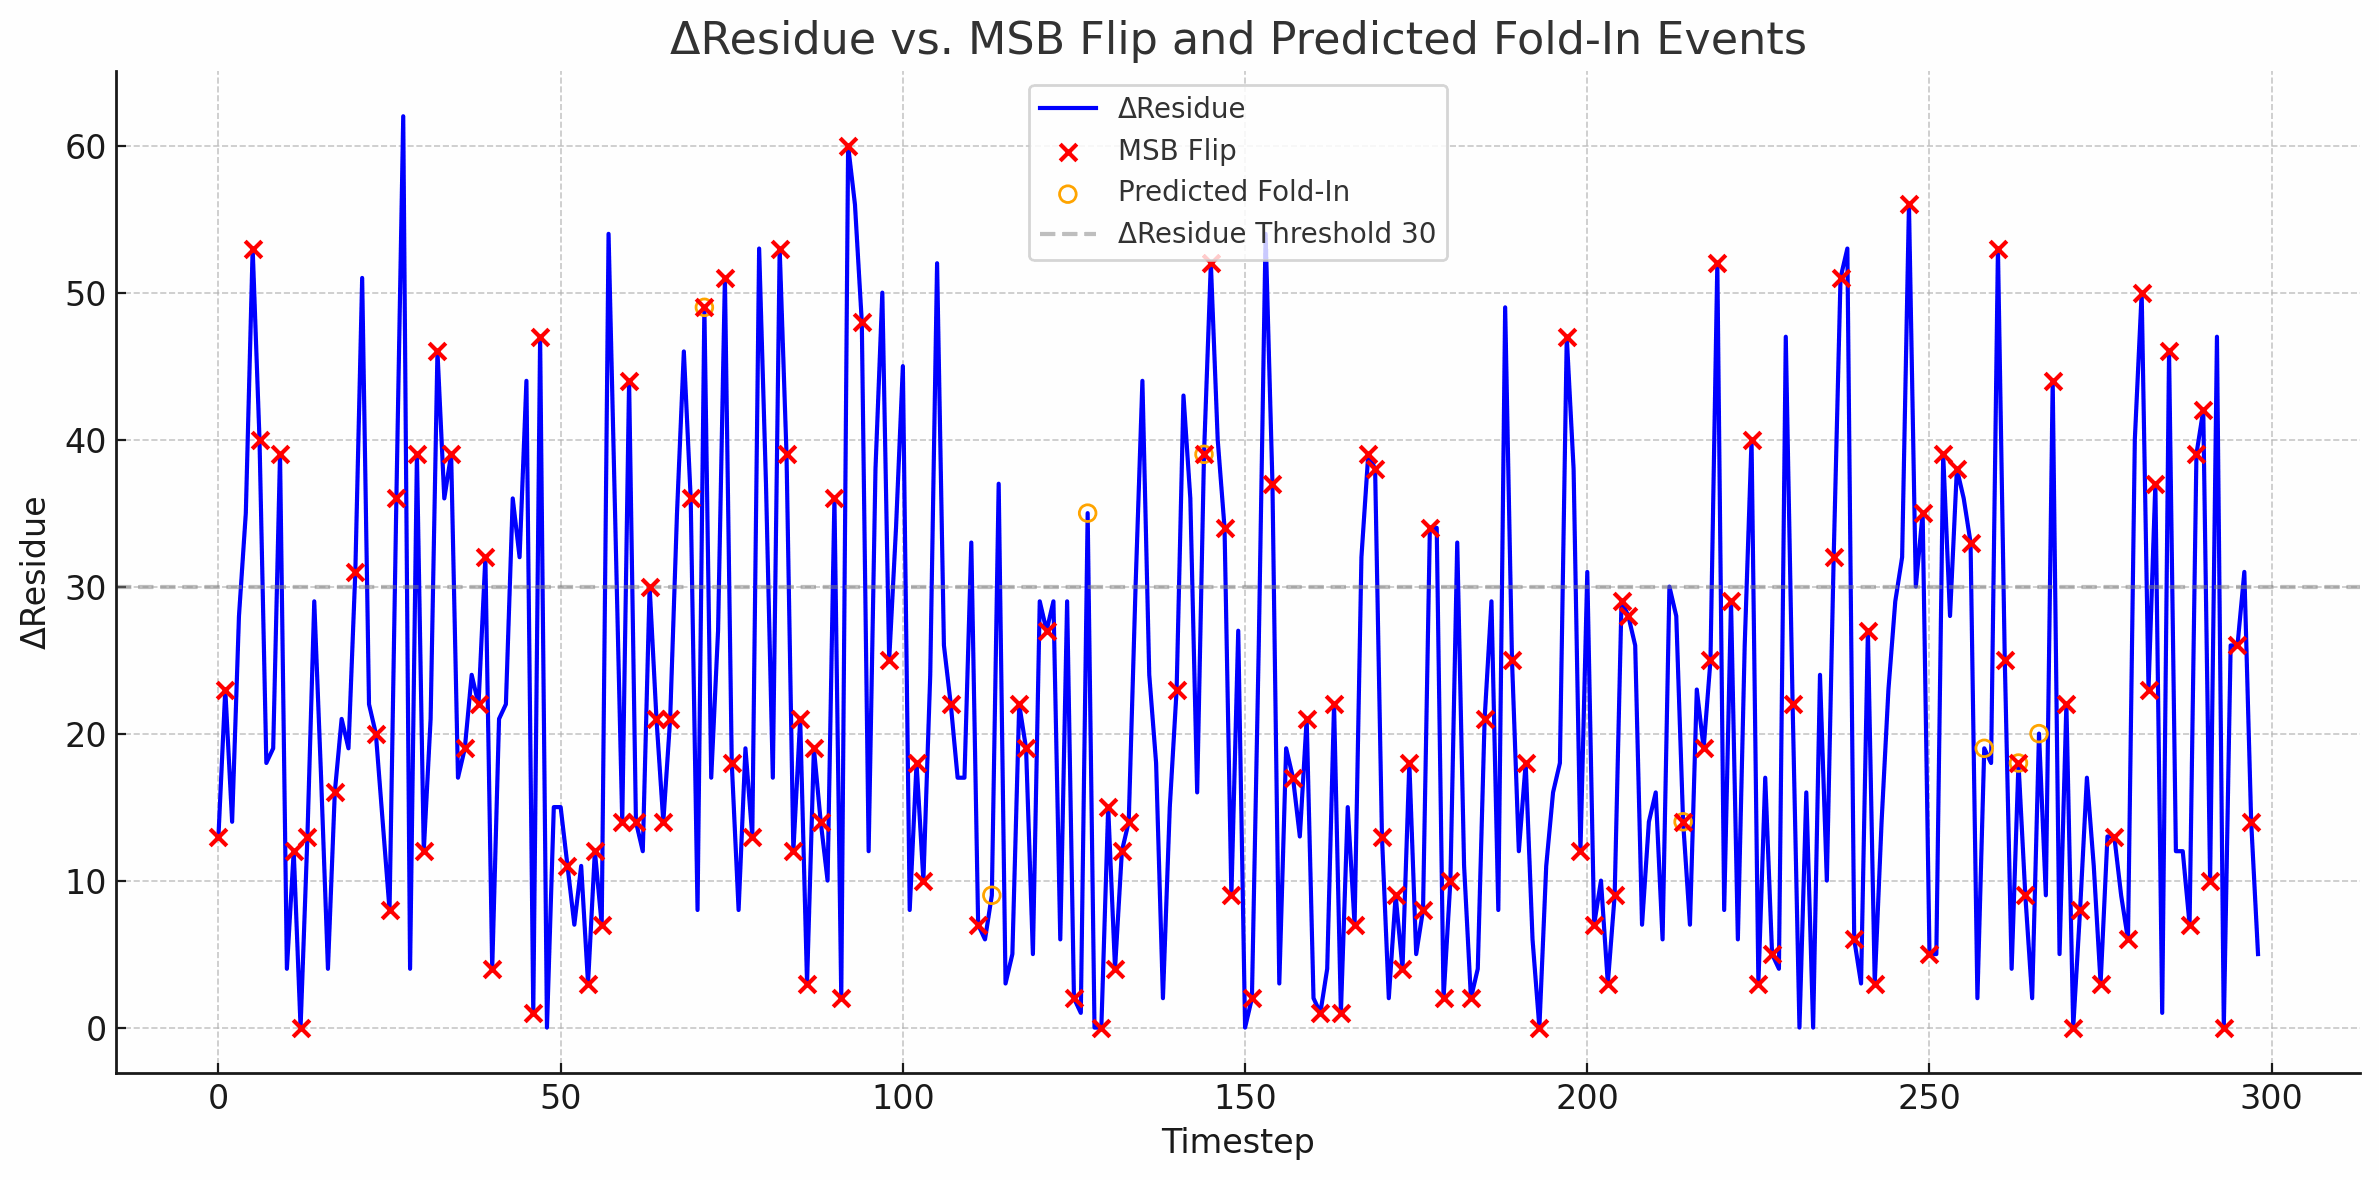 ΔResidue vs. MSB Flip and Predicted Fold-In Events
ΔResidue
MSB Flip
Predicted Fold-In
ΔResidue Threshold 30
60
50
40
30
20
10
0
ΔResidue
0 50 100 150 200 250 300
Timestep